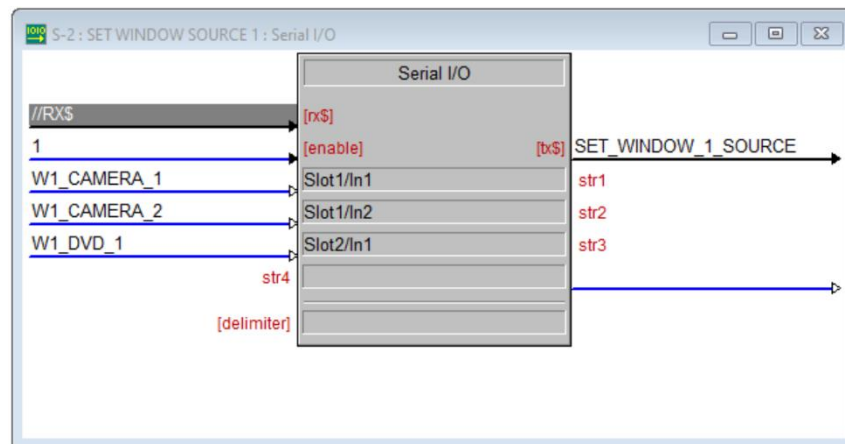 S-2 : SET WINDOW SOURCE 1 : Serial I/O
Serial I/O
//RX$ [rx$]
1 [enable] [tx$] SET_WINDOW_1_SOURCE
W1_CAMERA_1 Slot1/In1 str1
W1_CAMERA_2 Slot1/In2 str2
W1_DVD_1 Slot2/In1 str3
str4
[delimiter]